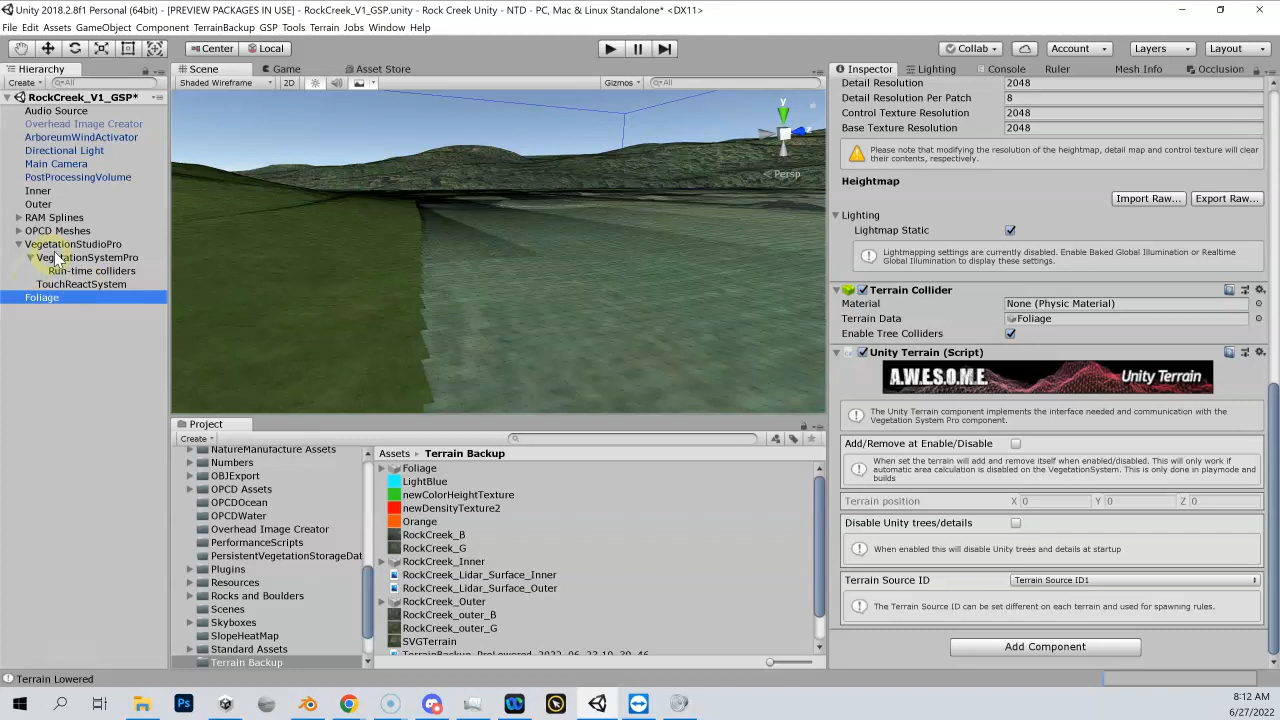 Unity 2018.2.8f1 Personal (64bit) - [PREVIEW PACKAGES IN USE] - RockCreek_V1_GSP.unity - Rock Creek Unity - NTD - PC, Mac & Linux Standalone* <DX11>
File Edit Assets GameObject Component TerrainBackup GSP Tools Terrain Jobs Window Help
Center Local Collab Account Layers Layout
Hierarchy Scene Game Asset Store Inspector Lighting Console Ruler Mesh Info Occlusion
Create All Shaded Wireframe 2D Gizmos All
RockCreek_V1_GSP*
Audio Source
Overhead Image Creator
ArboreumWindActivator
Directional Light
Main Camera
PostProcessingVolume
Inner
Outer
RAM Splines
OPCD Meshes
VegetationStudioPro
VegetationSystemPro
Run-time colliders
TouchReactSystem
Foliage
y
Persp
Project
Create
NatureManufacture Assets
Numbers
OBJExport
OPCD Assets
OPCDOcean
OPCDWater
Overhead Image Creator
PerformanceScripts
PersistentVegetationStorageDat
Plugins
Resources
Rocks and Boulders
Scenes
Skyboxes
SlopeHeatMap
Standard Assets
Terrain Backup
Assets Terrain Backup
Foliage
LightBlue
newColorHeightTexture
newDensityTexture2
Orange
RockCreek_B
RockCreek_G
RockCreek_Inner
RockCreek_Lidar_Surface_Inner
RockCreek_Lidar_Surface_Outer
RockCreek_Outer
RockCreek_outer_B
RockCreek_outer_G
SVGTerrain
Detail Resolution 2048
Detail Resolution Per Patch 8
Control Texture Resolution 2048
Base Texture Resolution 2048
Please note that modifying the resolution of the heightmap, detail map and control texture will clear
their contents, respectively.
Heightmap
Import Raw... Export Raw...
Lighting
Lightmap Static
Lightmapping settings are currently disabled. Enable Baked Global Illumination or Realtime
Global Illumination to display these settings.
Terrain Collider
Material None (Physic Material)
Terrain Data Foliage
Enable Tree Colliders
Unity Terrain (Script)
A.W.E.S.O.M.E. Unity Terrain
The Unity Terrain component implements the interface needed and communication with the
Vegetation System Pro component.
Add/Remove at Enable/Disable
When set the terrain will add and remove itself when enabled/disabled. This will only work if
automatic area calculation is disabled on the VegetationSystem. This is only done in playmode and
builds
Terrain position X 0 Y 0 Z 0
Disable Unity trees/details
When enabled this will disable Unity trees and details at startup
Terrain Source ID Terrain Source ID1
The Terrain Source ID can be set different on each terrain and used for spawning rules.
Add Component
Terrain Lowered
Ps
8:12 AM
6/27/2022